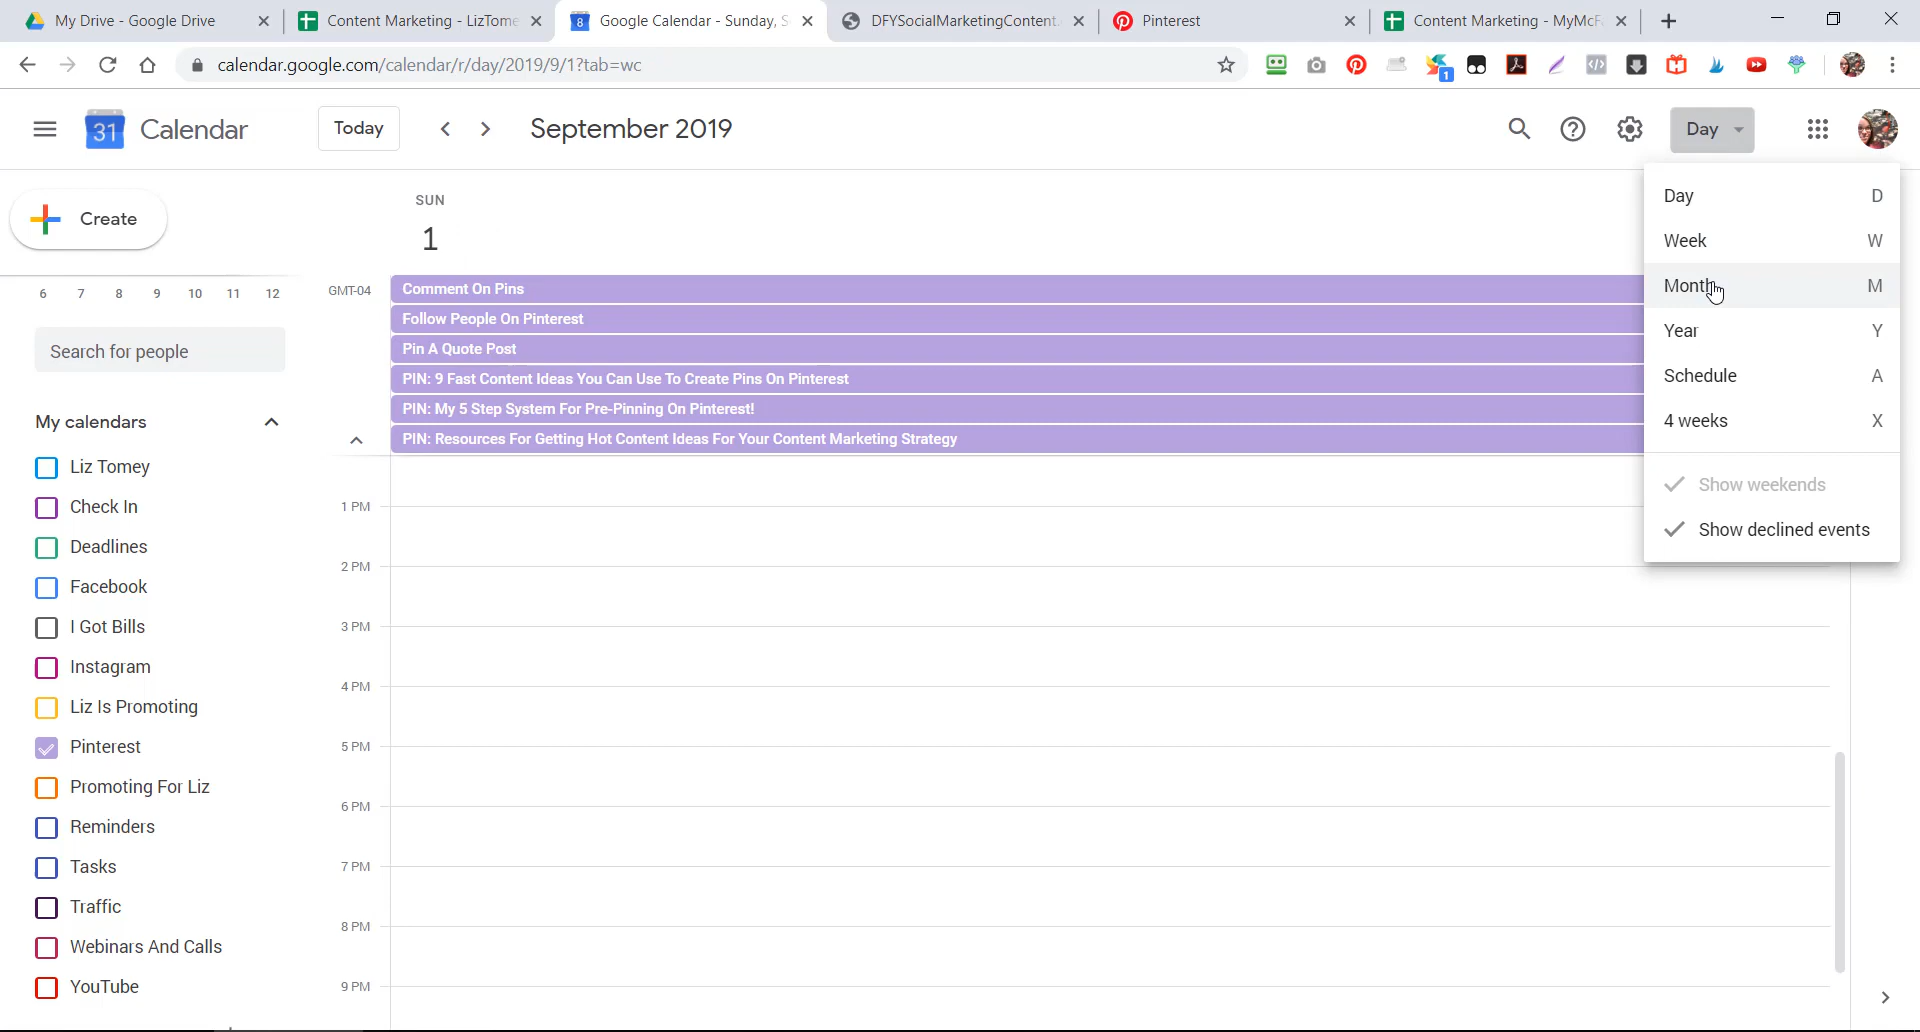 My Drive - Google Drive
Content Marketing - LizTome
Google Calendar - Sunday, S
DFYSocialMarketingContent.
Pinterest
Content Marketing - MyMcF
calendar.google.com/calendar/r/day/2019/9/1?tab=wc
1
31
Calendar
Today
September 2019
Day
Create
SUN
1
6 7 8 9 10 11 12
Search for people
My calendars
Liz Tomey
Check In
Deadlines
Facebook
I Got Bills
Instagram
Liz Is Promoting
Pinterest
Promoting For Liz
Reminders
Tasks
Traffic
Webinars And Calls
YouTube
GMT-04
Comment On Pins
Follow People On Pinterest
Pin A Quote Post
PIN: 9 Fast Content Ideas You Can Use To Create Pins On Pinterest
PIN: My 5 Step System For Pre-Pinning On Pinterest!
PIN: Resources For Getting Hot Content Ideas For Your Content Marketing Strategy
1 PM
2 PM
3 PM
4 PM
5 PM
6 PM
7 PM
8 PM
9 PM
Day D
Week W
Month M
Year Y
Schedule A
4 weeks X
Show weekends
Show declined events